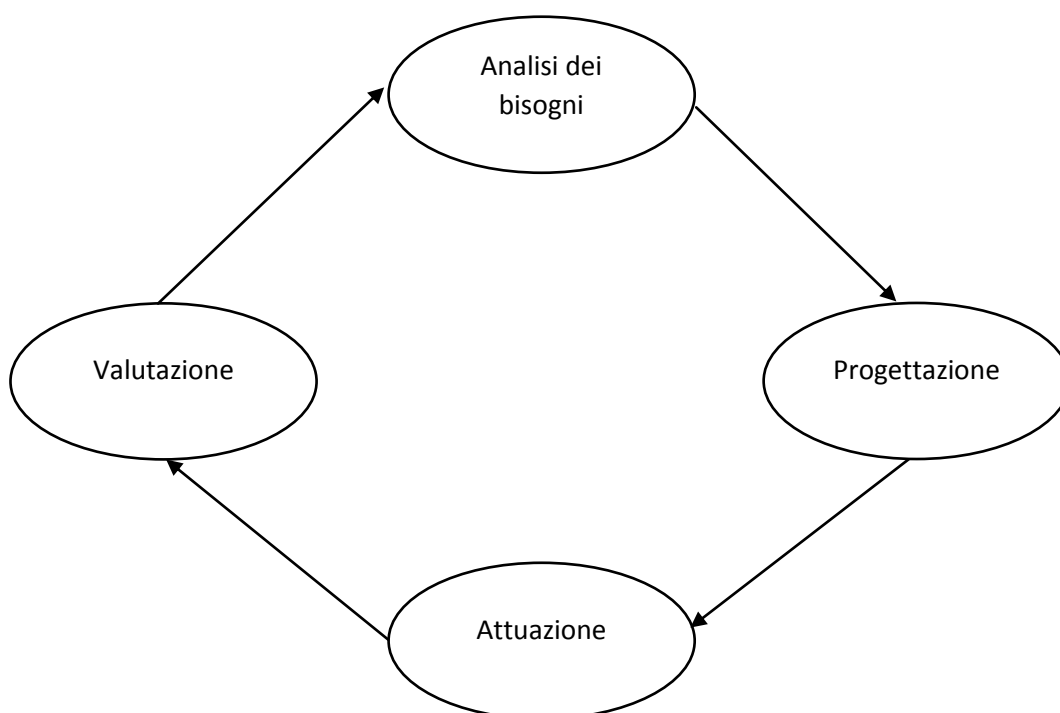 Analisi dei
bisogni
Valutazione
Progettazione
Attuazione